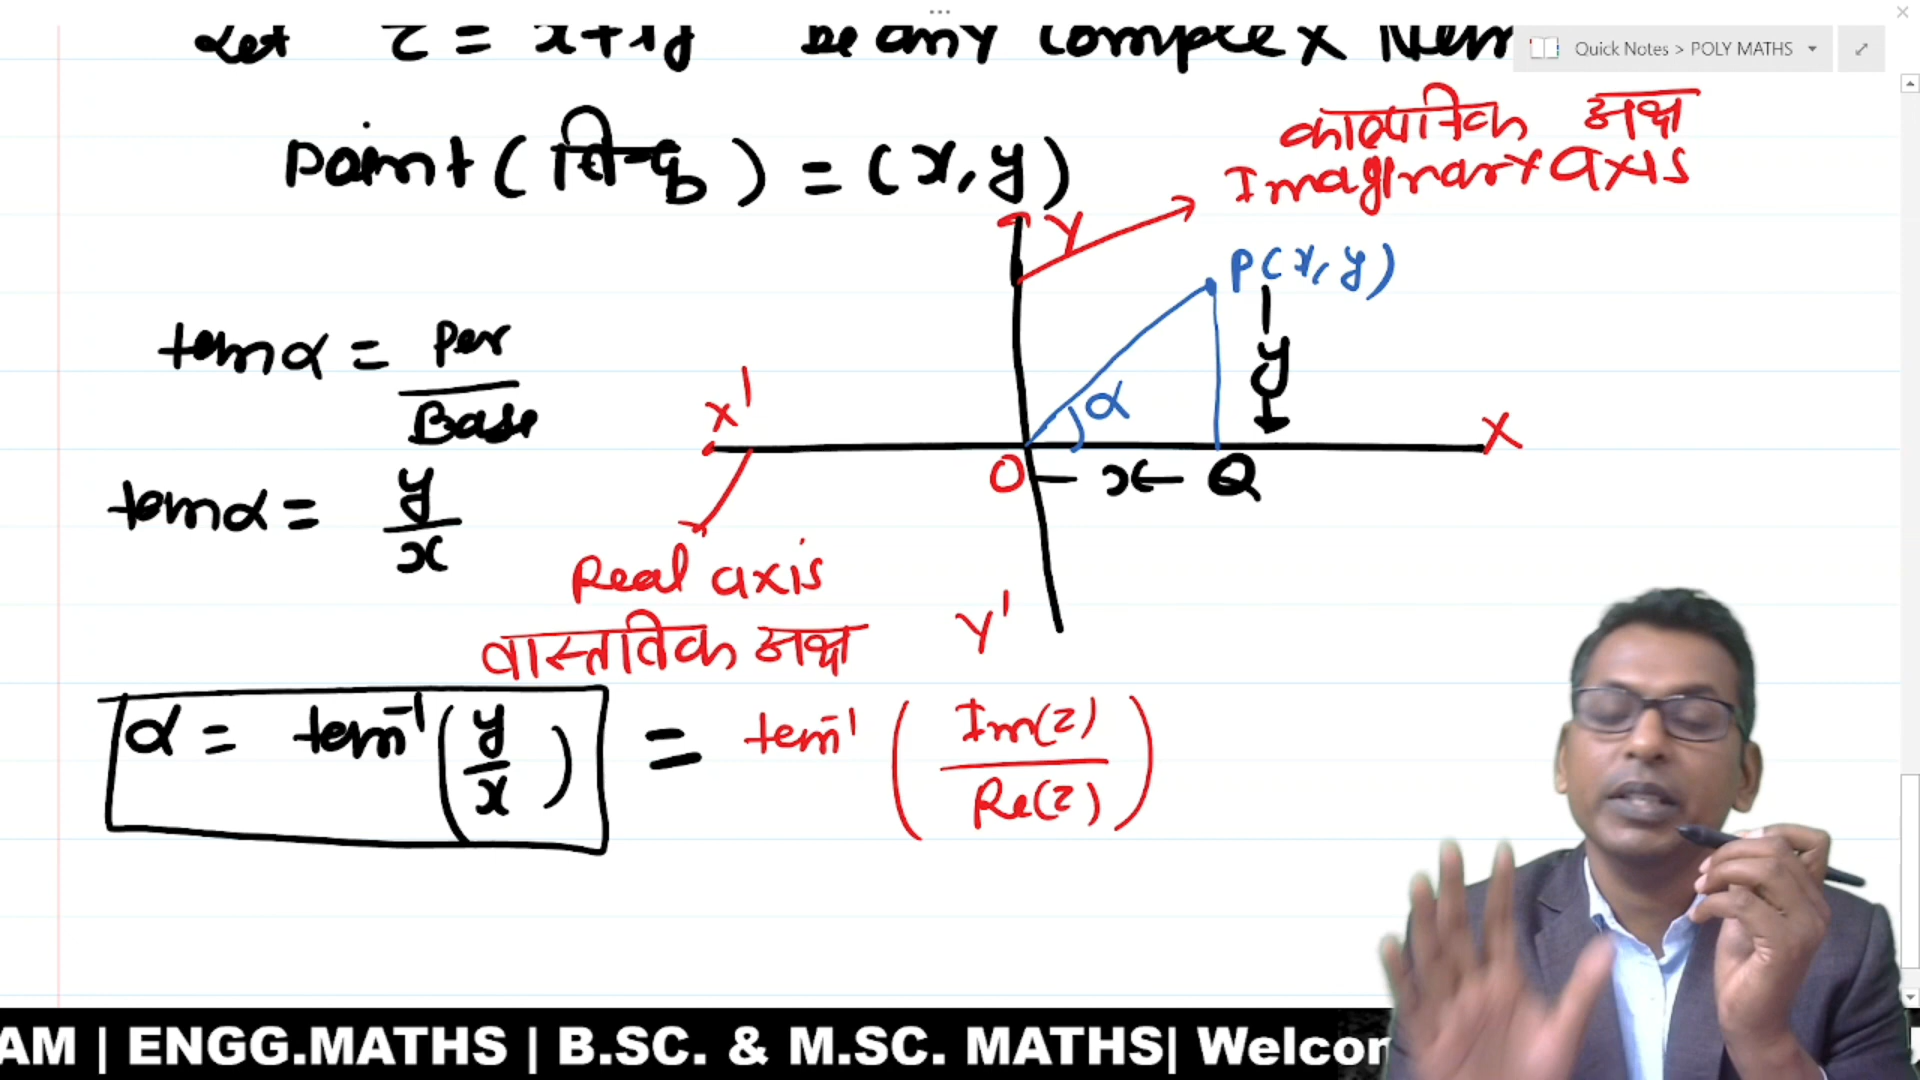 Let z = x+iy be any complex Num
Quick Notes > POLY MATHS
Point ( बिन्दु ) = (x, y)
काल्पनिक अक्ष
Imaginary axis
Y
P(x, y)
tan α = Per
Base
y
α
X'
X
O
x
Q
tan α = y
x
Real axis
वास्तविक अक्ष
Y'
α = tan⁻¹ ( y / x ) = tan⁻¹ ( Im(z) / Re(z) )
AM | ENGG.MATHS | B.SC. & M.SC. MATHS| Welcom